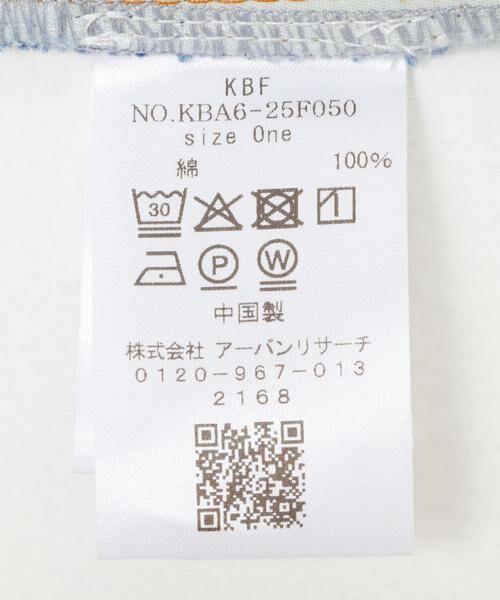 KBF
NO.KBA6-25F050
size One
綿 100%
30
P W
中国製
株式会社 アーバンリサーチ
0120-967-013
2168